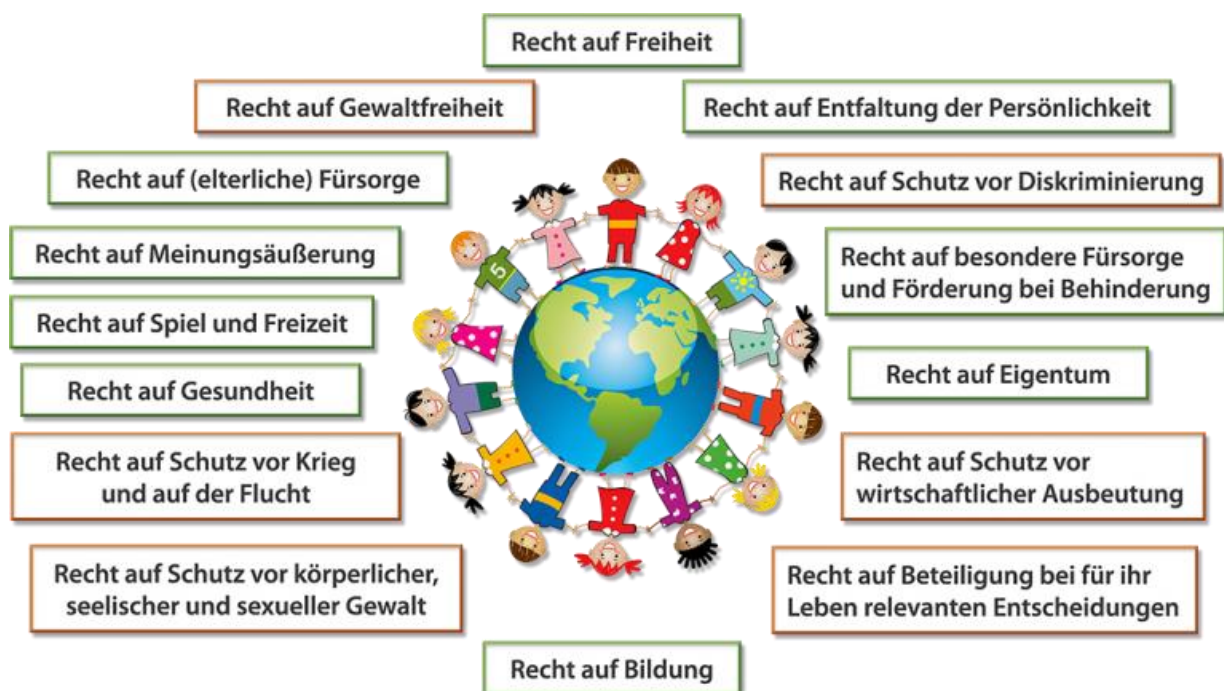 Recht auf Freiheit
Recht auf Gewaltfreiheit
Recht auf Entfaltung der Persönlichkeit
Recht auf (elterliche) Fürsorge
Recht auf Schutz vor Diskriminierung
Recht auf Meinungsäußerung
Recht auf besondere Fürsorge
und Förderung bei Behinderung
Recht auf Spiel und Freizeit
Recht auf Gesundheit
Recht auf Eigentum
Recht auf Schutz vor Krieg
und auf der Flucht
Recht auf Schutz vor
wirtschaftlicher Ausbeutung
Recht auf Schutz vor körperlicher,
seelischer und sexueller Gewalt
Recht auf Beteiligung bei für ihr
Leben relevanten Entscheidungen
Recht auf Bildung
5